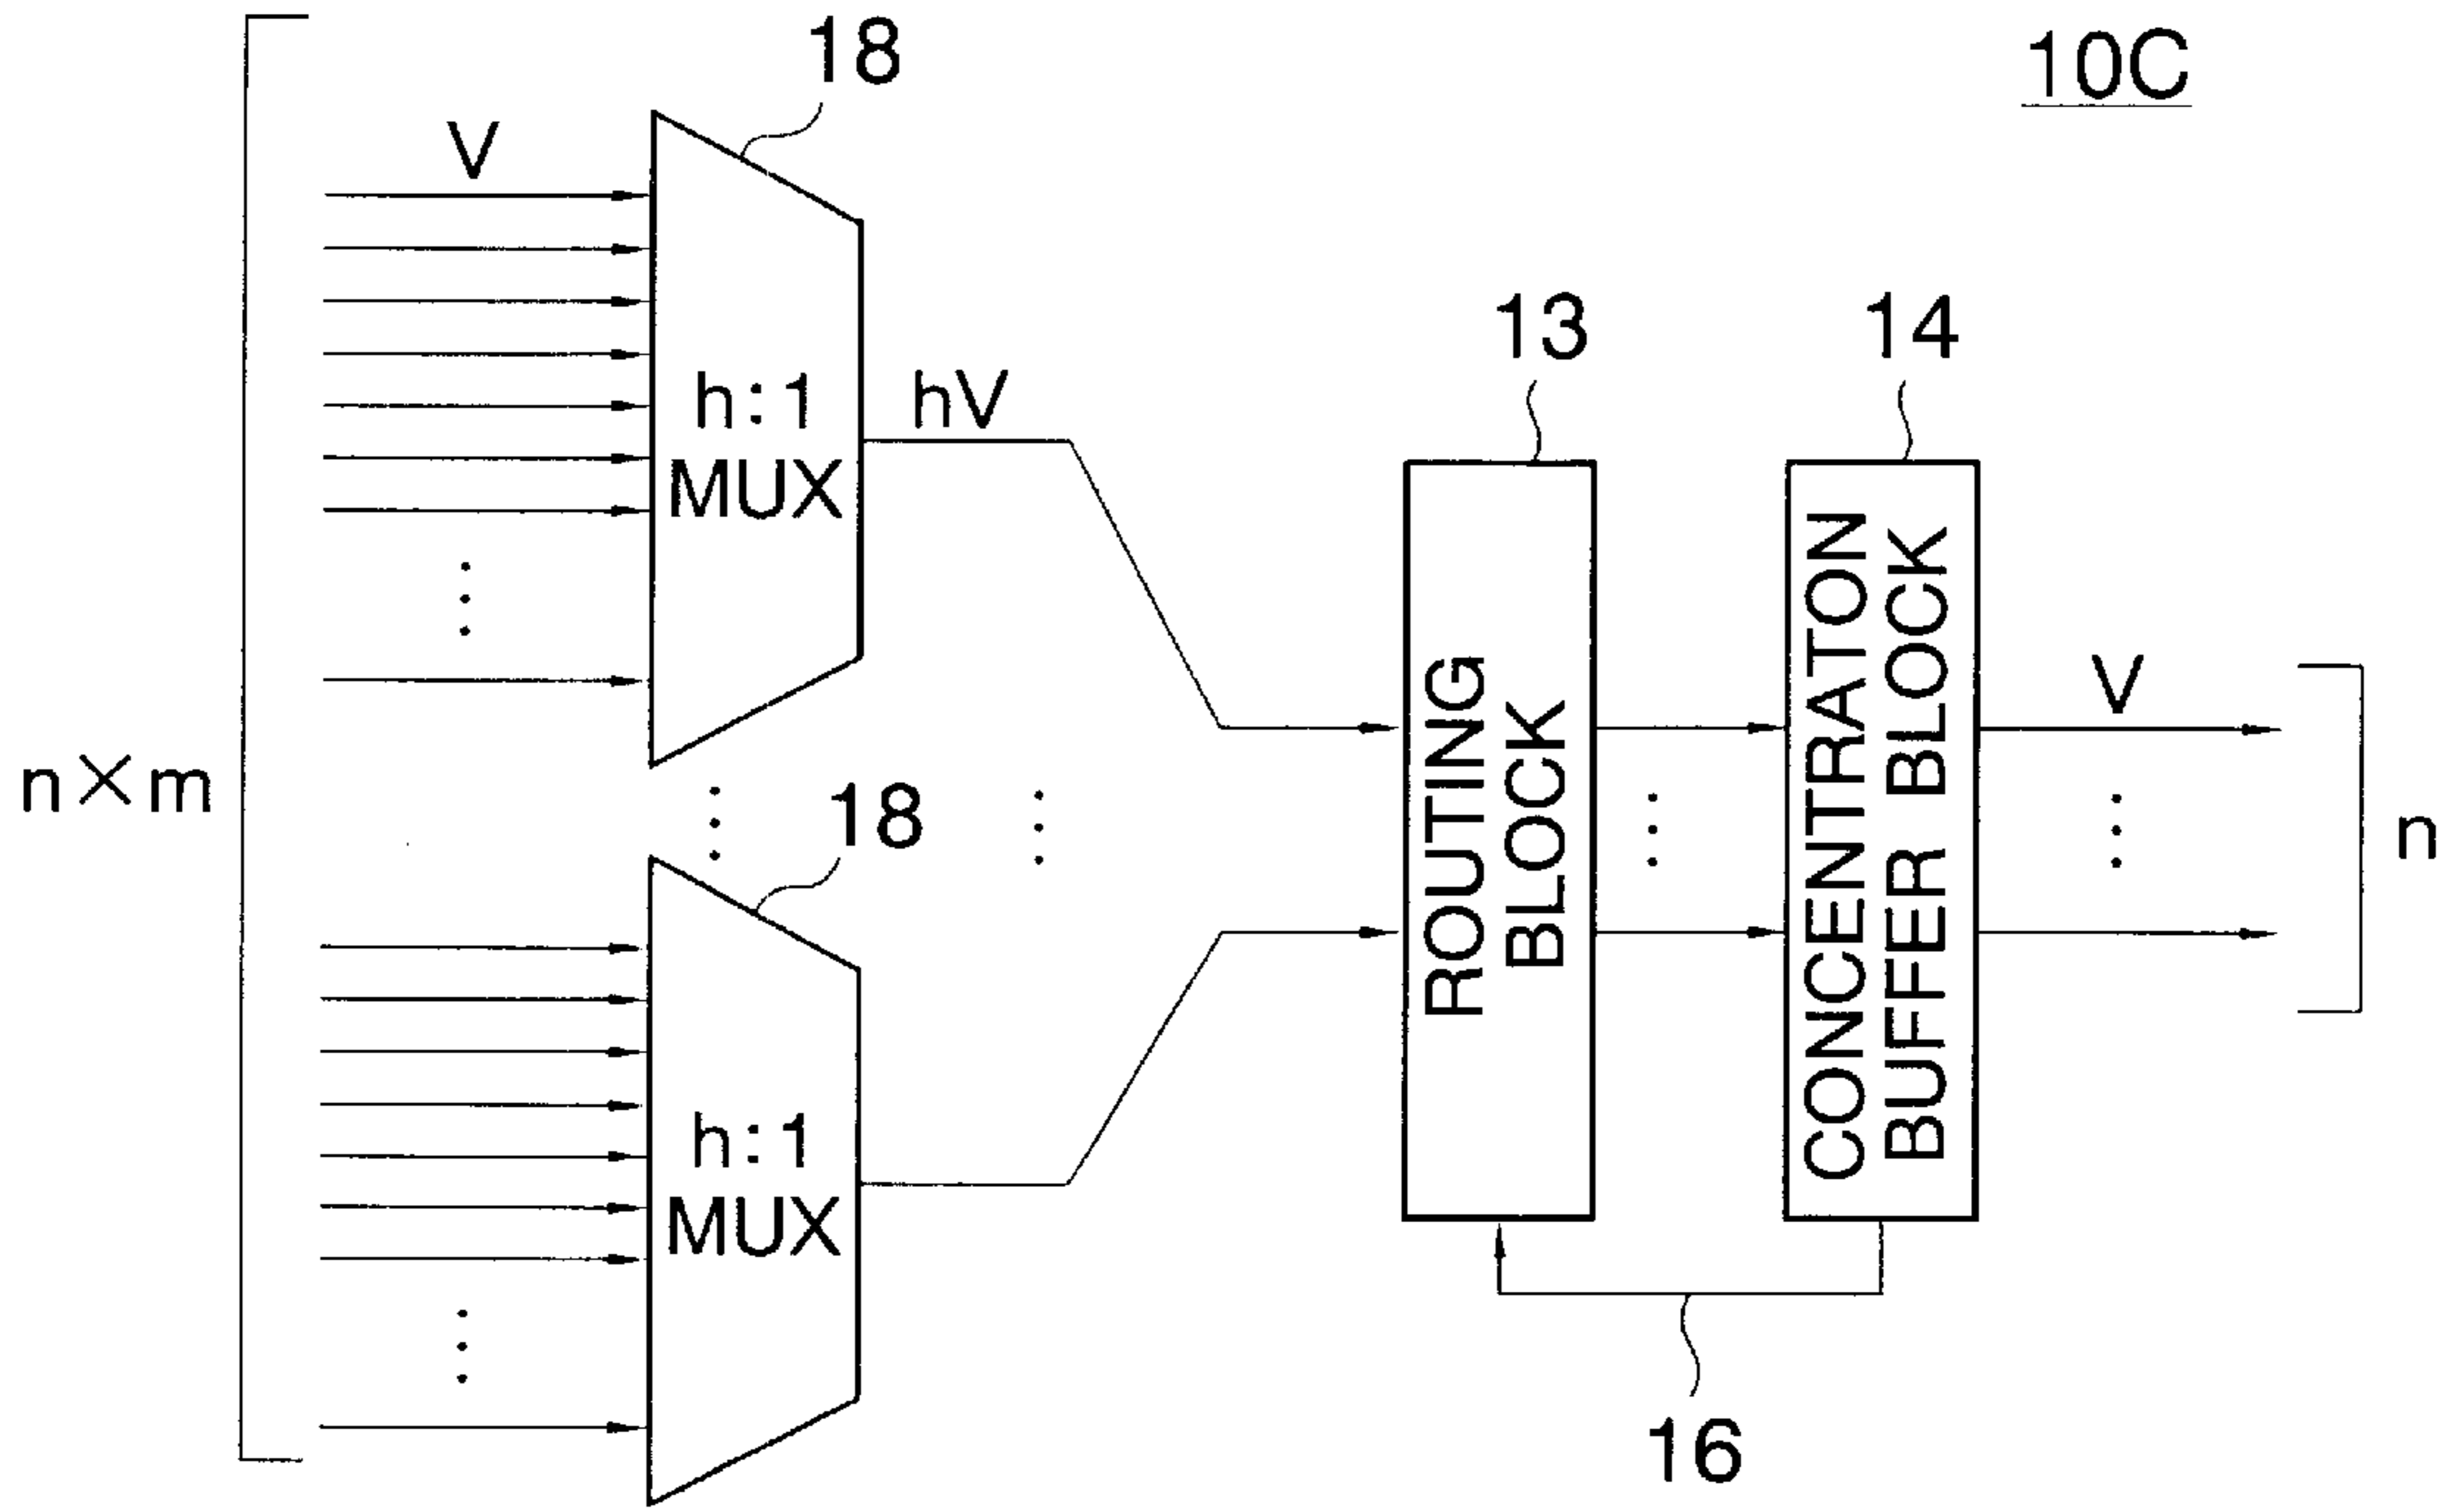 18
10C
V
13
14
h:1
MUX
hV
ROUTING
BLOCK
CONCENTRATON
BUFFER BLOCK
V
n×m
18
n
h:1
MUX
16